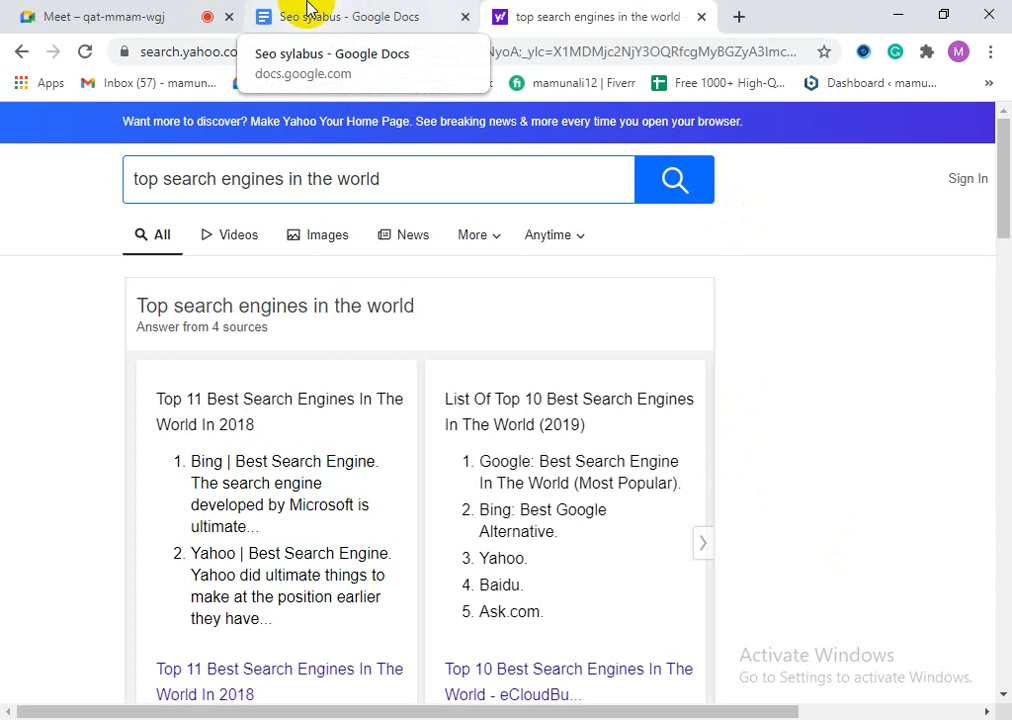 Meet – qat-mmam-wgj
Seo sylabus - Google Docs
top search engines in the world -
search.yahoo.co
NyoA;_ylc=X1MDMjc2NjY3OQRfcgMyBGZyA3lmc...
Seo sylabus - Google Docs
docs.google.com
Apps
Inbox (57) - mamun...
mamunali12 | Fiverr
Free 1000+ High-Q...
Dashboard ‹ mamu...
»
M
Want more to discover? Make Yahoo Your Home Page. See breaking news & more every time you open your browser.
top search engines in the world
Sign In
All Videos Images News More Anytime
Top search engines in the world
Answer from 4 sources
Top 11 Best Search Engines In The
World In 2018
1. Bing | Best Search Engine.
The search engine
developed by Microsoft is
ultimate...
2. Yahoo | Best Search Engine.
Yahoo did ultimate things to
make at the position earlier
they have...
Top 11 Best Search Engines In The
World In 2018
List Of Top 10 Best Search Engines
In The World (2019)
1. Google: Best Search Engine
In The World (Most Popular).
2. Bing: Best Google
Alternative.
3. Yahoo.
4. Baidu.
5. Ask.com.
Top 10 Best Search Engines In The
World - eCloudBu...
Activate Windows
Go to Settings to activate Windows.